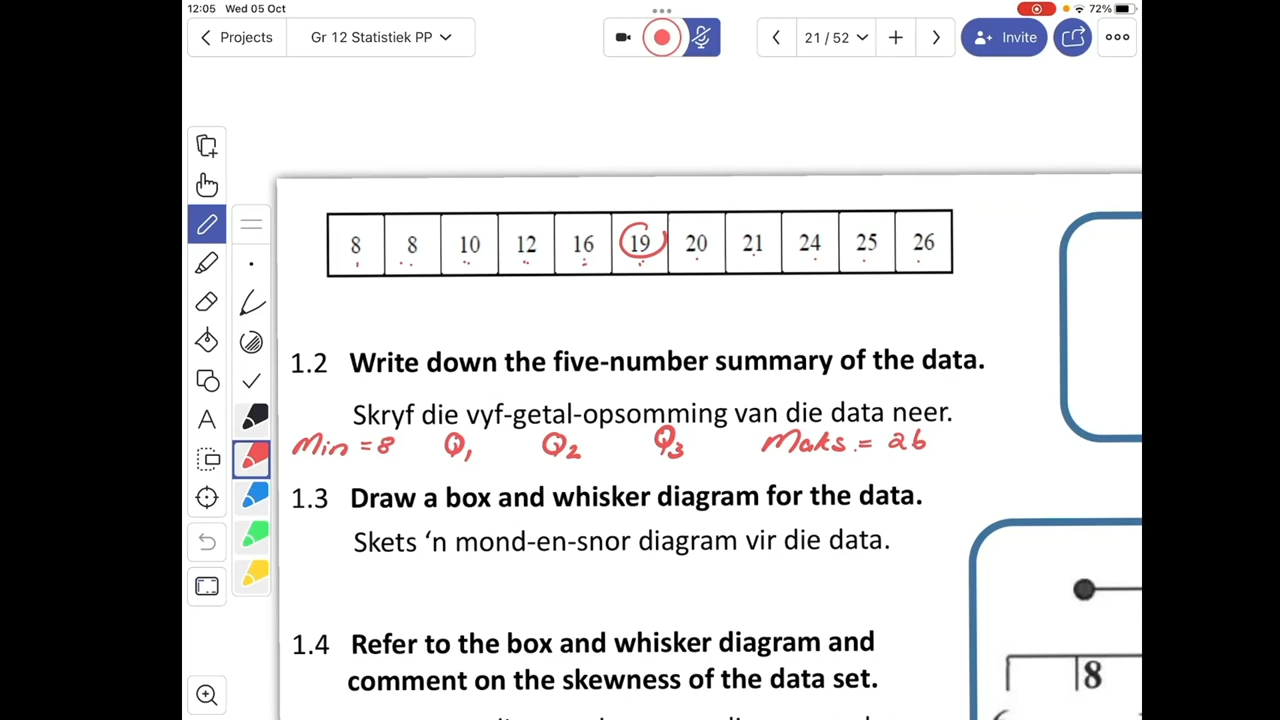 12:05 Wed 05 Oct
72%
Projects
Gr 12 Statistiek PP
21 / 52
Invite
8 8 10 12 16 19 20 21 24 25 26
1.2 Write down the five-number summary of the data.
Skryf die vyf-getal-opsomming van die data neer.
Min = 8 Q1 Q2 Q3 Maks. = 26
1.3 Draw a box and whisker diagram for the data.
Skets ‘n mond-en-snor diagram vir die data.
1.4 Refer to the box and whisker diagram and
comment on the skewness of the data set.
8
A